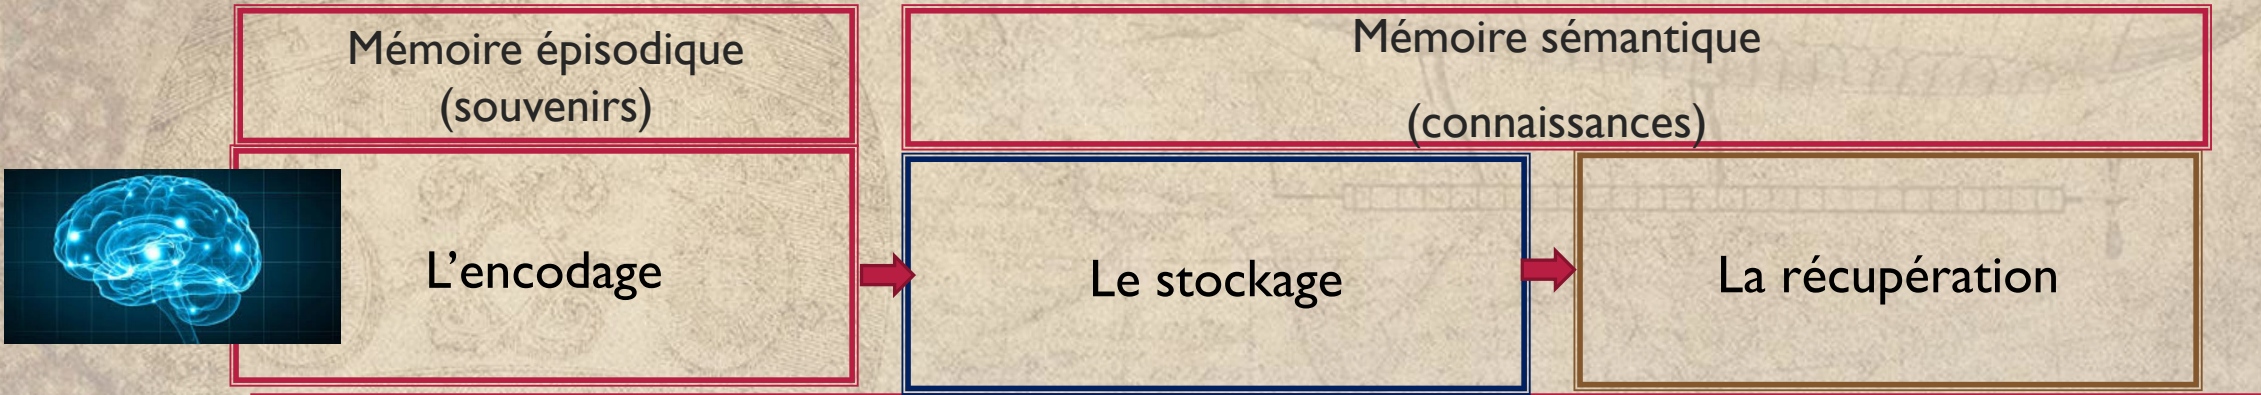 Mémoire épisodique
(souvenirs)
Mémoire sémantique
(connaissances)
L’encodage
Le stockage
La récupération